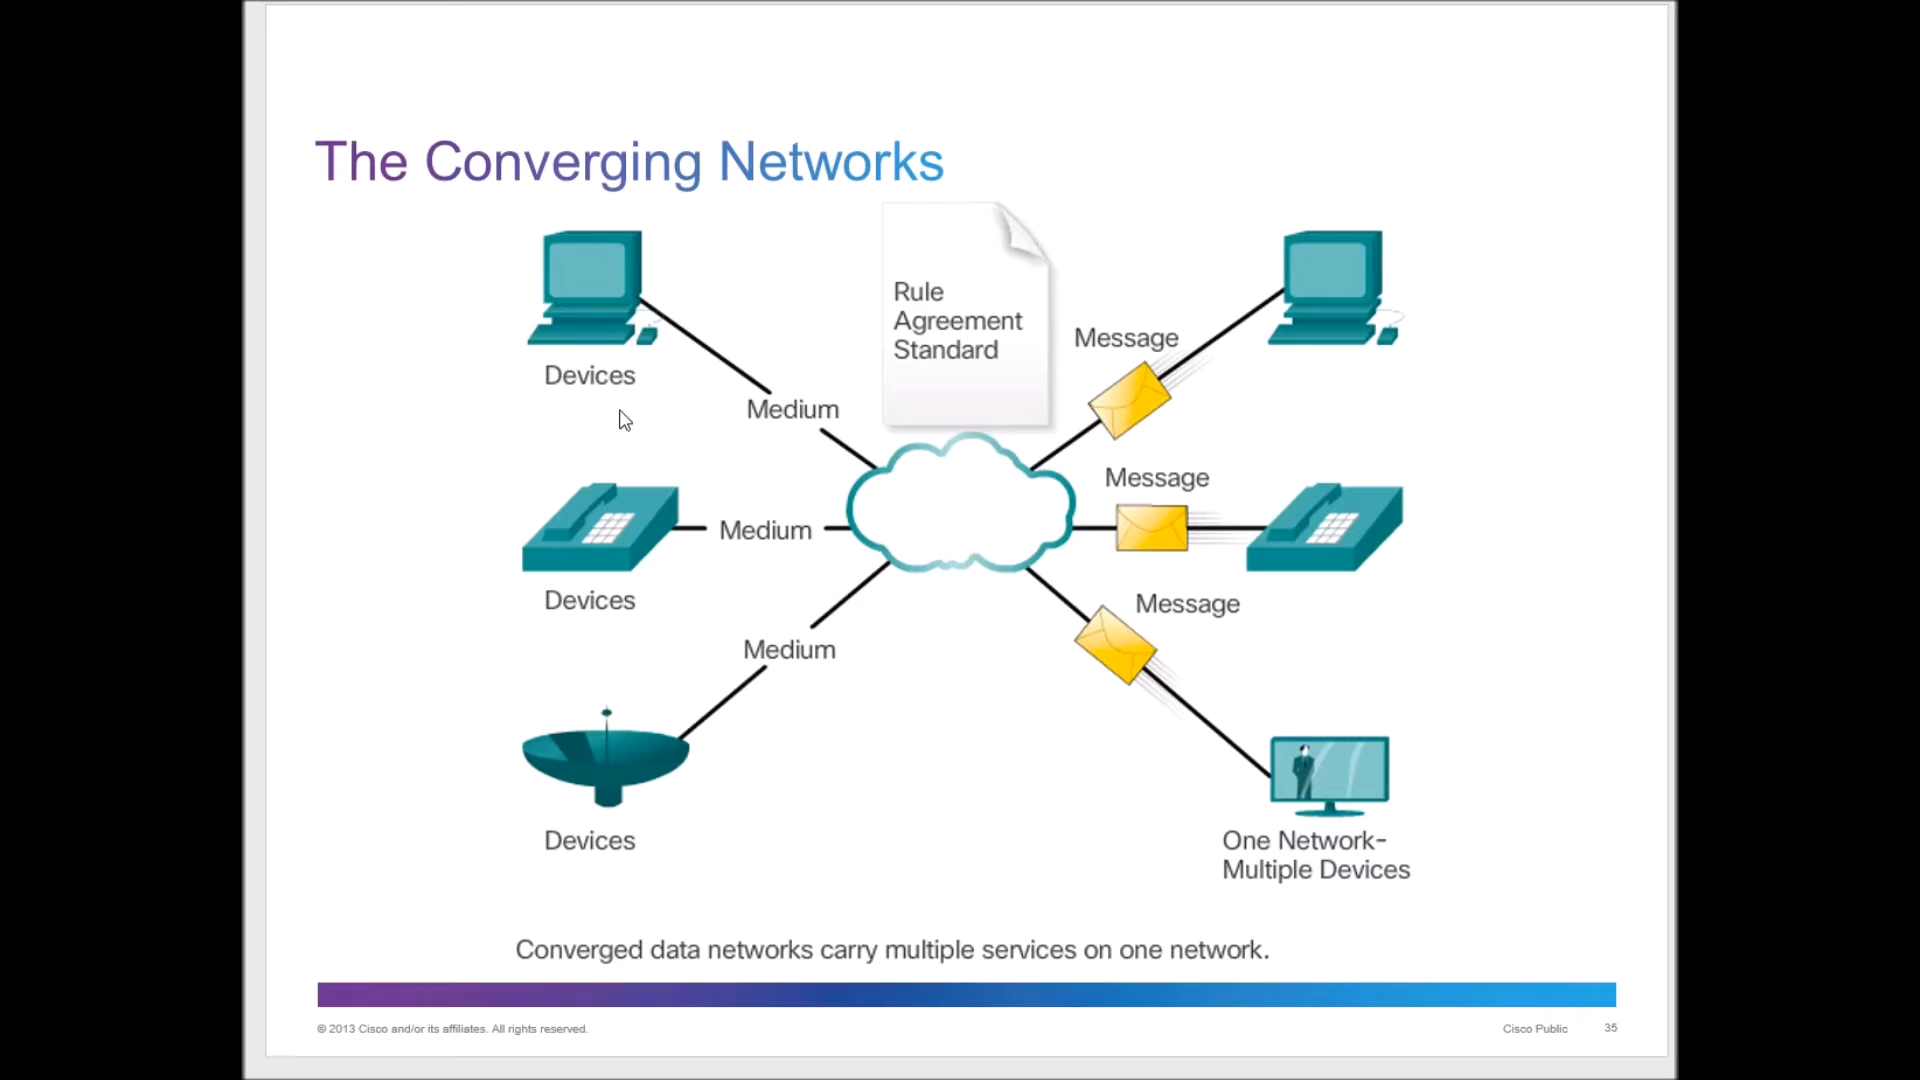 The Converging Networks
Rule
Agreement
Standard
Message
Devices
Medium
Message
Medium
Devices
Message
Medium
Devices
One Network-
Multiple Devices
Converged data networks carry multiple services on one network.
© 2013 Cisco and/or its affiliates. All rights reserved.
Cisco Public
35